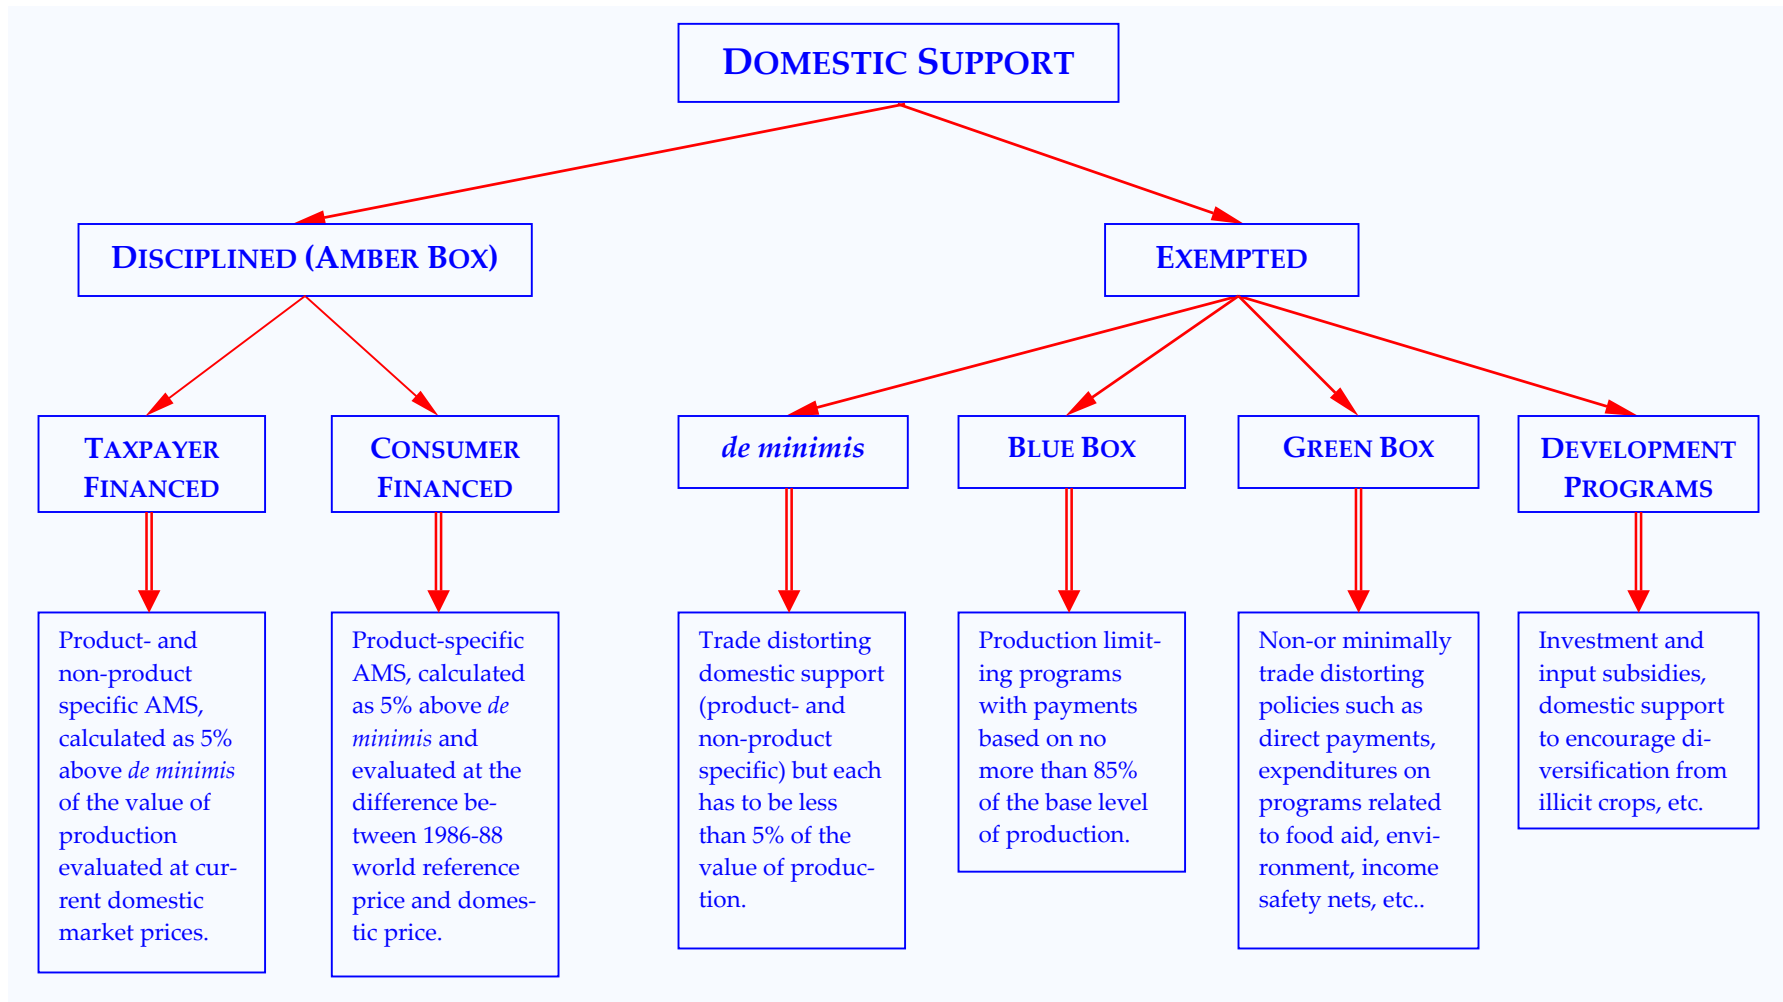 DOMESTIC SUPPORT
DISCIPLINED (AMBER BOX)
EXEMPTED
TAXPAYER
FINANCED
CONSUMER
FINANCED
de minimis
BLUE BOX
GREEN BOX
DEVELOPMENT
PROGRAMS
Product- and
non-product
specific AMS,
calculated as 5%
above de minimis
of the value of
production
evaluated at cur-
rent domestic
market prices.
Product-specific
AMS, calculated
as 5% above de
minimis and
evaluated at the
difference be-
tween 1986-88
world reference
price and domes-
tic price.
Trade distorting
domestic support
(product- and
non-product
specific) but each
has to be less
than 5% of the
value of produc-
tion.
Production limit-
ing programs
with payments
based on no
more than 85%
of the base level
of production.
Non-or minimally
trade distorting
policies such as
direct payments,
expenditures on
programs related
to food aid, envi-
ronment, income
safety nets, etc..
Investment and
input subsidies,
domestic support
to encourage di-
versification from
illicit crops, etc.